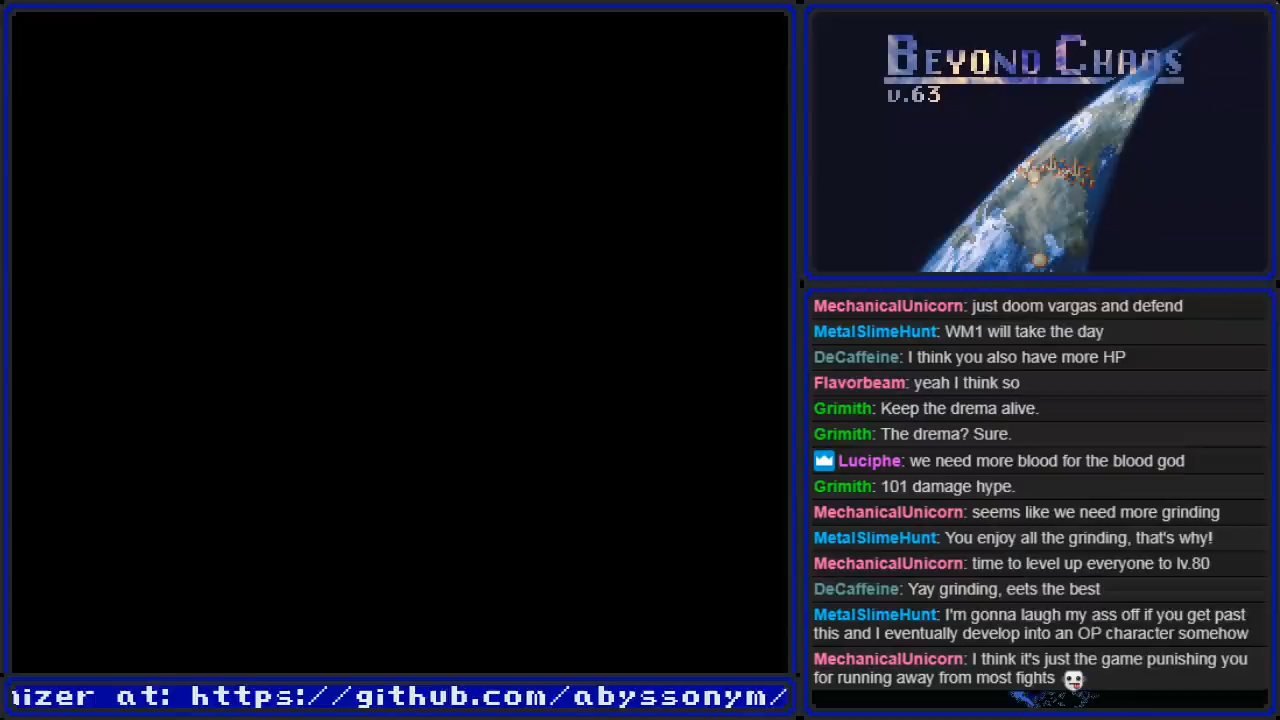 BEYOND CHAOS
v.63
MechanicalUnicorn: just doom vargas and defend
MetalSlimeHunt: WM1 will take the day
DeCaffeine: I think you also have more HP
Flavorbeam: yeah I think so
Grimith: Keep the drema alive.
Grimith: The drema? Sure.
Luciphe: we need more blood for the blood god
Grimith: 101 damage hype.
MechanicalUnicorn: seems like we need more grinding
MetalSlimeHunt: You enjoy all the grinding, that's why!
MechanicalUnicorn: time to level up everyone to lv.80
DeCaffeine: Yay grinding, eets the best
MetalSlimeHunt: I'm gonna laugh my ass off if you get past
this and I eventually develop into an OP character somehow
MechanicalUnicorn: I think it's just the game punishing you
for running away from most fights
izer at: https://github.com/abyssonym/